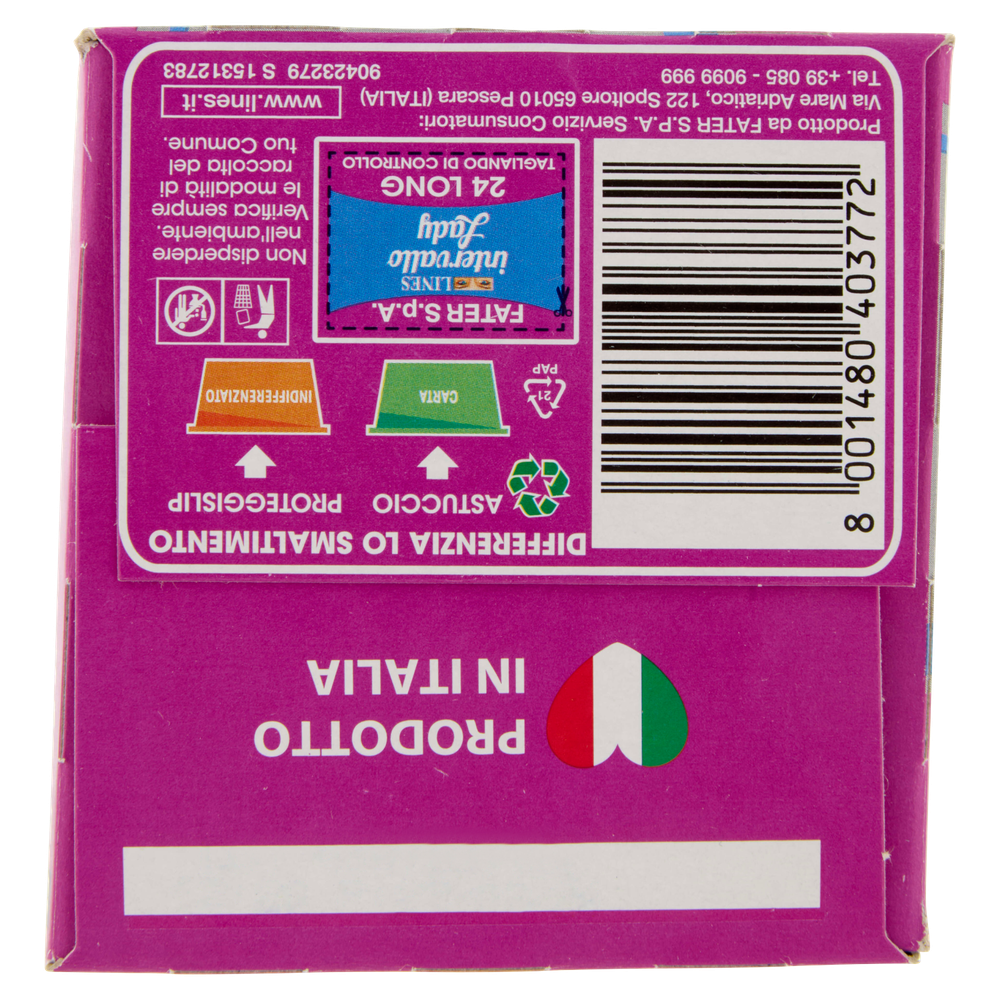 PRODOTTO
IN ITALIA
DIFFERENZIA LO SMALTIMENTO
ASTUCCIO
PROTEGGISLIP
21
PAP
CARTA
INDIFFERENZIATO
FATER S.p.A.
LINES
intervallo
Lady
24 LONG
TAGLIANDO DI CONTROLLO
Non disperdere
nell'ambiente.
Verifica sempre
le modalità di
raccolta del
tuo Comune.
8 001480 403772
Prodotto da FATER S.P.A. Servizio Consumatori:
Via Mare Adriatico, 122 Spoltore 65010 Pescara (ITALIA)
Tel. +39 085 - 9099 999
www.lines.it
90423279 S 15312783